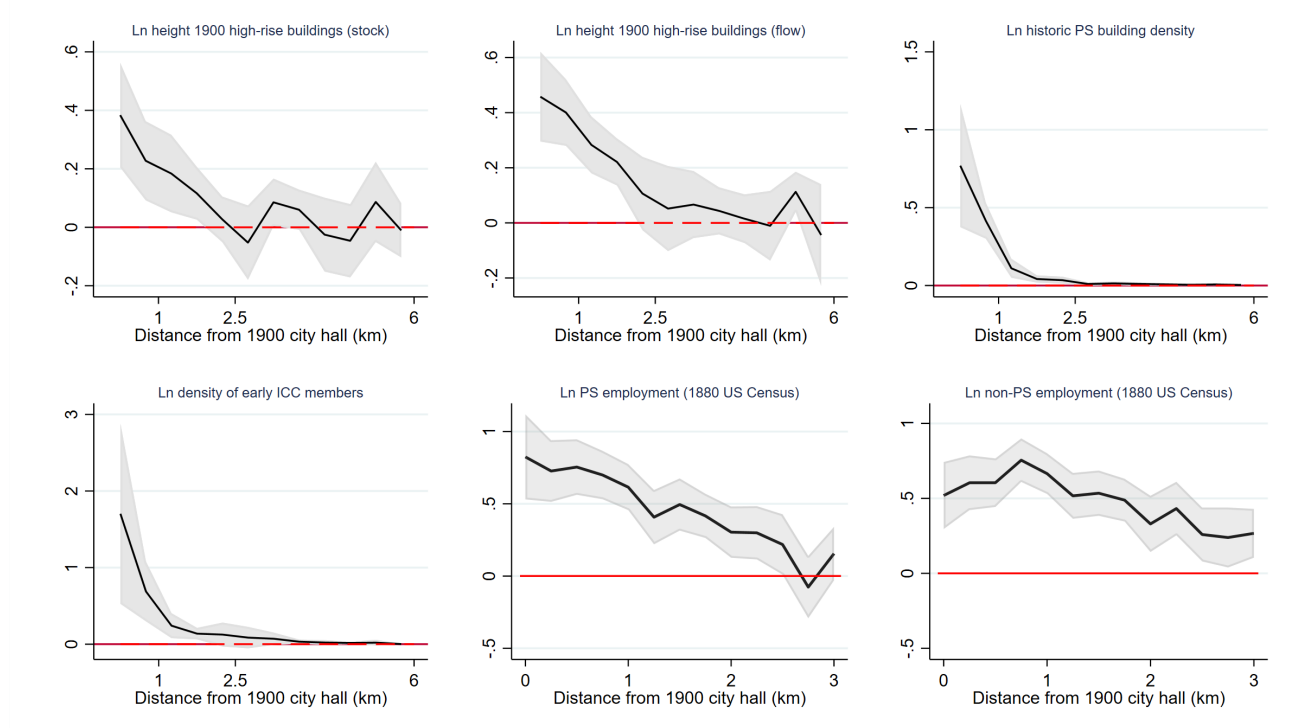 Ln height 1900 high-rise buildings (stock)
.6
.4
.2
0
-.2
1 2.5 6
Distance from 1900 city hall (km)
Ln height 1900 high-rise buildings (flow)
.6
.4
.2
0
-.2
1 2.5 6
Distance from 1900 city hall (km)
Ln historic PS building density
1.5
1
.5
0
1 2.5 6
Distance from 1900 city hall (km)
Ln density of early ICC members
3
2
1
0
1 2.5 6
Distance from 1900 city hall (km)
Ln PS employment (1880 US Census)
1
.5
0
-.5
0 1 2 3
Distance from 1900 city hall (km)
Ln non-PS employment (1880 US Census)
1
.5
0
-.5
0 1 2 3
Distance from 1900 city hall (km)